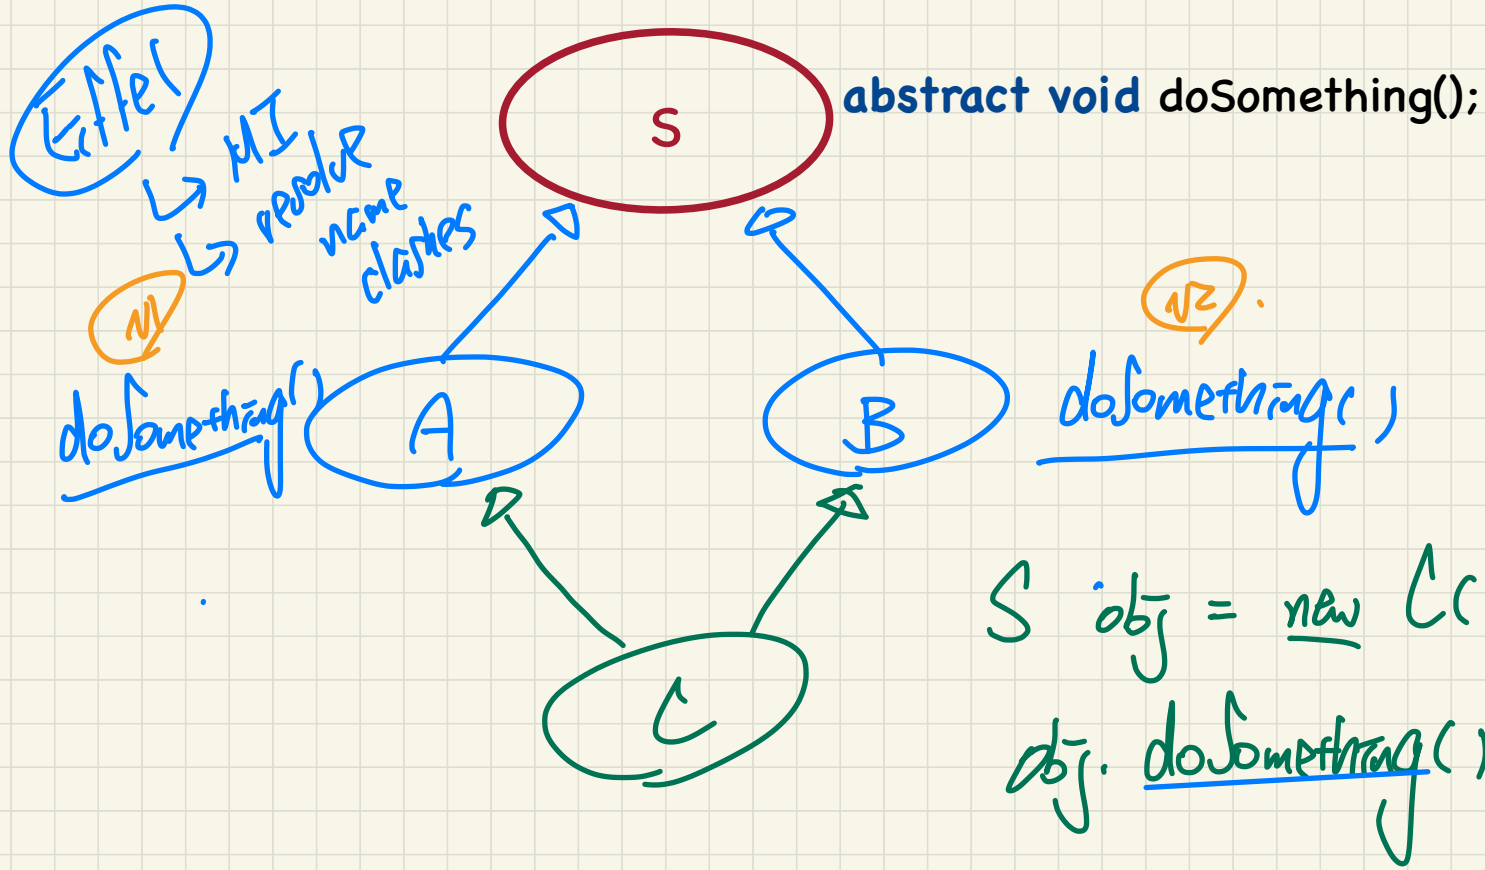 Eiffel
S
abstract void doSomething();
MI
resolve
name
clashes
V1
V2
doSomething()
A
B
doSomething()
S obj = new C(
C
obj. doSomething()